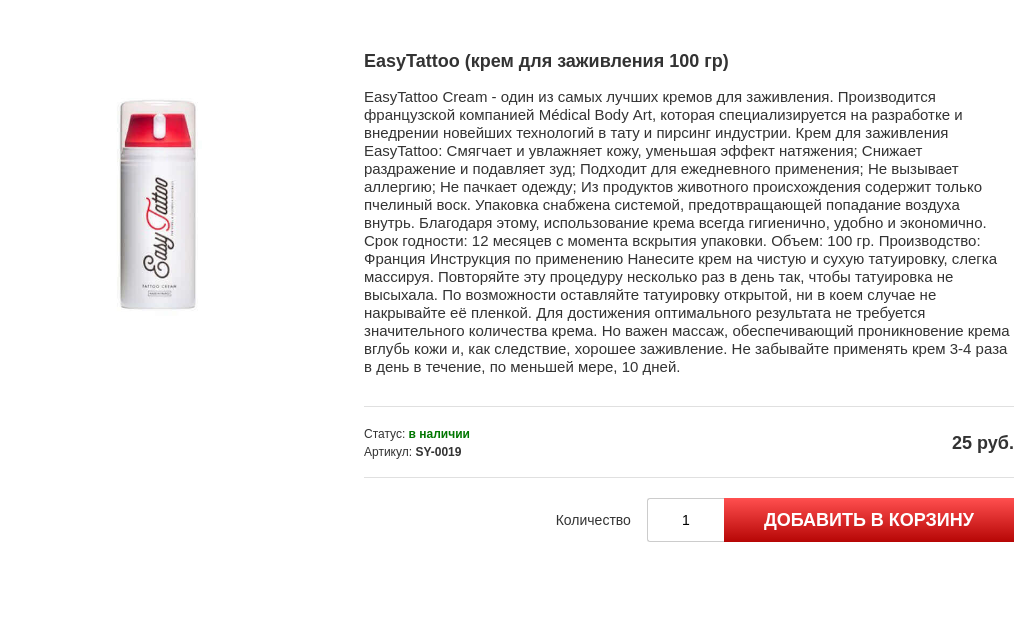 EasyTattoo (крем для заживления 100 гр)
EasyTattoo Cream - один из самых лучших кремов для заживления. Производится
французской компанией Médical Body Art, которая специализируется на разработке и
внедрении новейших технологий в тату и пирсинг индустрии. Крем для заживления
EasyTattoo: Смягчает и увлажняет кожу, уменьшая эффект натяжения; Снижает
раздражение и подавляет зуд; Подходит для ежедневного применения; Не вызывает
аллергию; Не пачкает одежду; Из продуктов животного происхождения содержит только
пчелиный воск. Упаковка снабжена системой, предотвращающей попадание воздуха
внутрь. Благодаря этому, использование крема всегда гигиенично, удобно и экономично.
Срок годности: 12 месяцев с момента вскрытия упаковки. Объем: 100 гр. Производство:
Франция Инструкция по применению Нанесите крем на чистую и сухую татуировку, слегка
массируя. Повторяйте эту процедуру несколько раз в день так, чтобы татуировка не
высыхала. По возможности оставляйте татуировку открытой, ни в коем случае не
накрывайте её пленкой. Для достижения оптимального результата не требуется
значительного количества крема. Но важен массаж, обеспечивающий проникновение крема
вглубь кожи и, как следствие, хорошее заживление. Не забывайте применять крем 3-4 раза
в день в течение, по меньшей мере, 10 дней.
Easy Tattoo
TATTOO CREAM
Статус: в наличии
Артикул: SY-0019
25 руб.
Количество
1
ДОБАВИТЬ В КОРЗИНУ